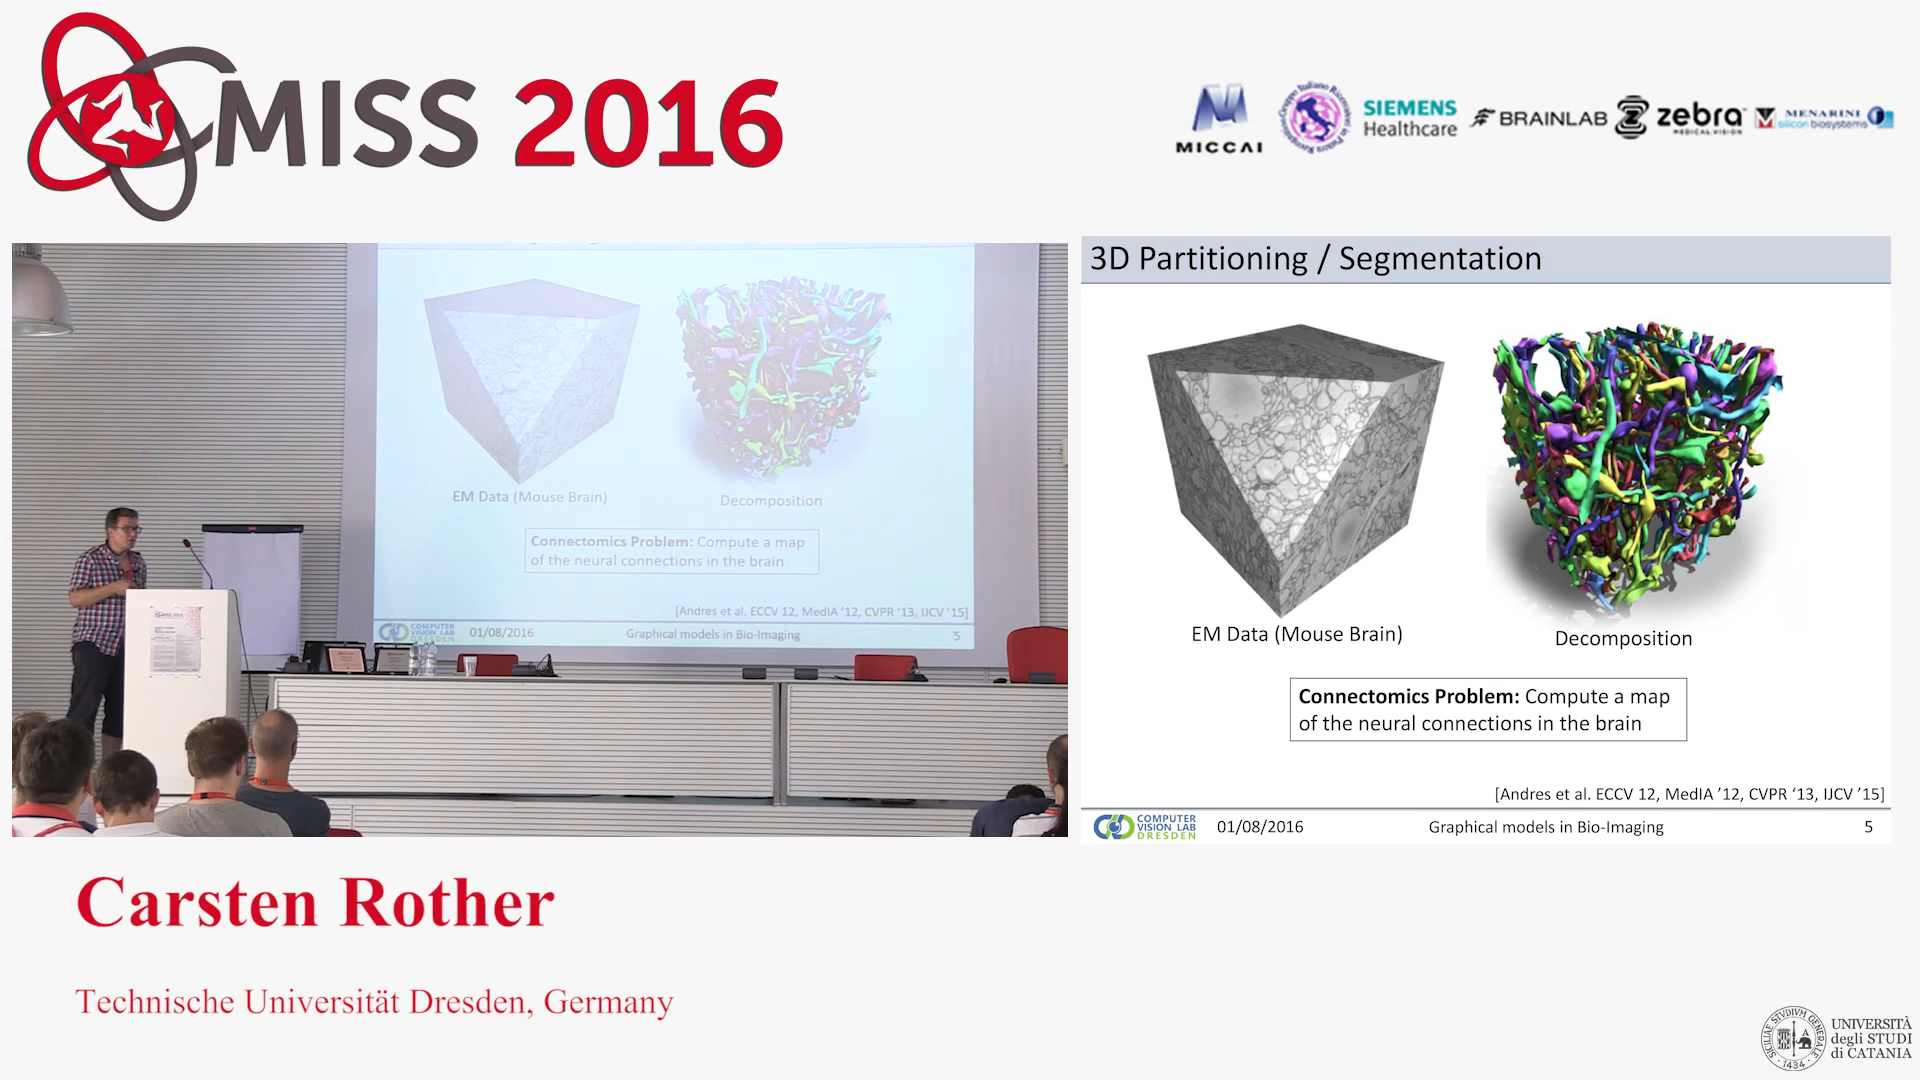 MISS 2016
MICCAI
SIEMENS
Healthcare
BRAINLAB
zebra
MEDICAL VISION
MENARINI
silicon biosystems
EM Data (Mouse Brain)
Decomposition
Connectomics Problem: Compute a map
of the neural connections in the brain
[Andres et al. ECCV 12, MedIA '12, CVPR '13, IJCV '15]
COMPUTER
VISION LAB
DRESDEN
01/08/2016
Graphical models in Bio-Imaging
5
3D Partitioning / Segmentation
EM Data (Mouse Brain)
Decomposition
Connectomics Problem: Compute a map
of the neural connections in the brain
[Andres et al. ECCV 12, MedIA ’12, CVPR ‘13, IJCV ’15]
COMPUTER
VISION LAB
DRESDEN
01/08/2016
Graphical models in Bio-Imaging
5
Carsten Rother
Technische Universität Dresden, Germany
UNIVERSITÀ
degli STUDI
di CATANIA
1434